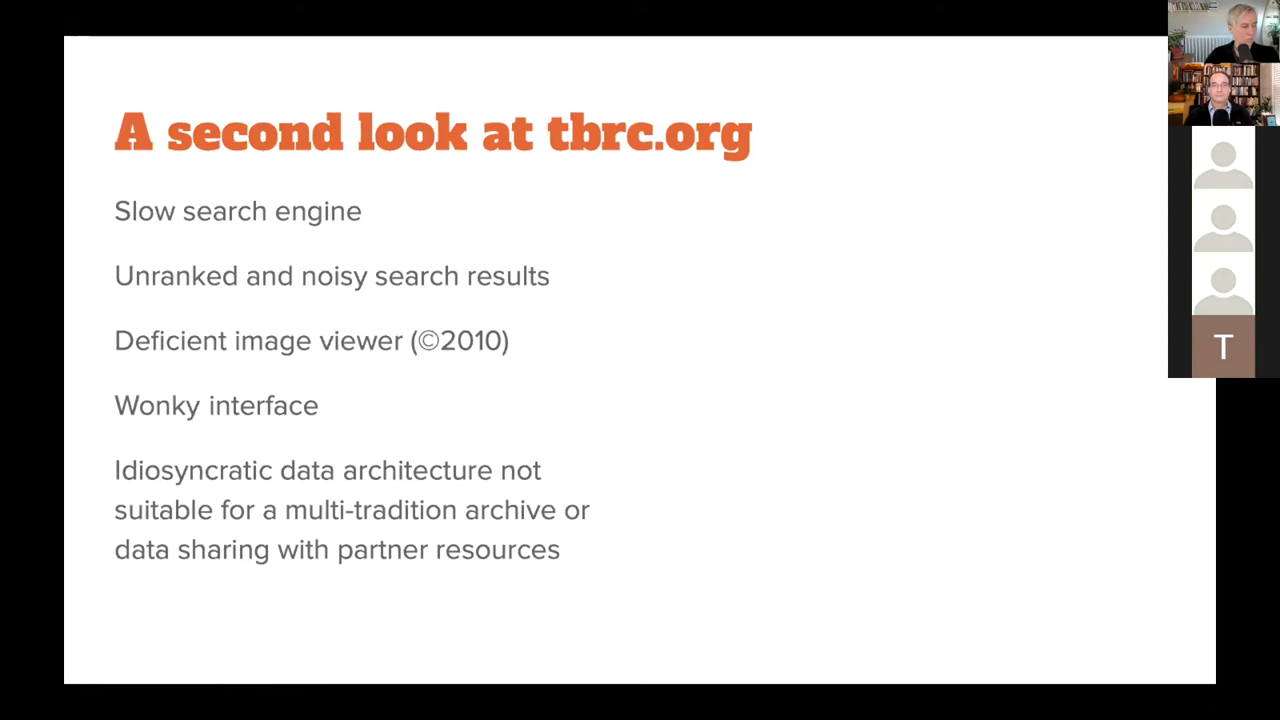 A second look at tbrc.org
Slow search engine
Unranked and noisy search results
Deficient image viewer (©2010)
Wonky interface
Idiosyncratic data architecture not
suitable for a multi-tradition archive or
data sharing with partner resources
T